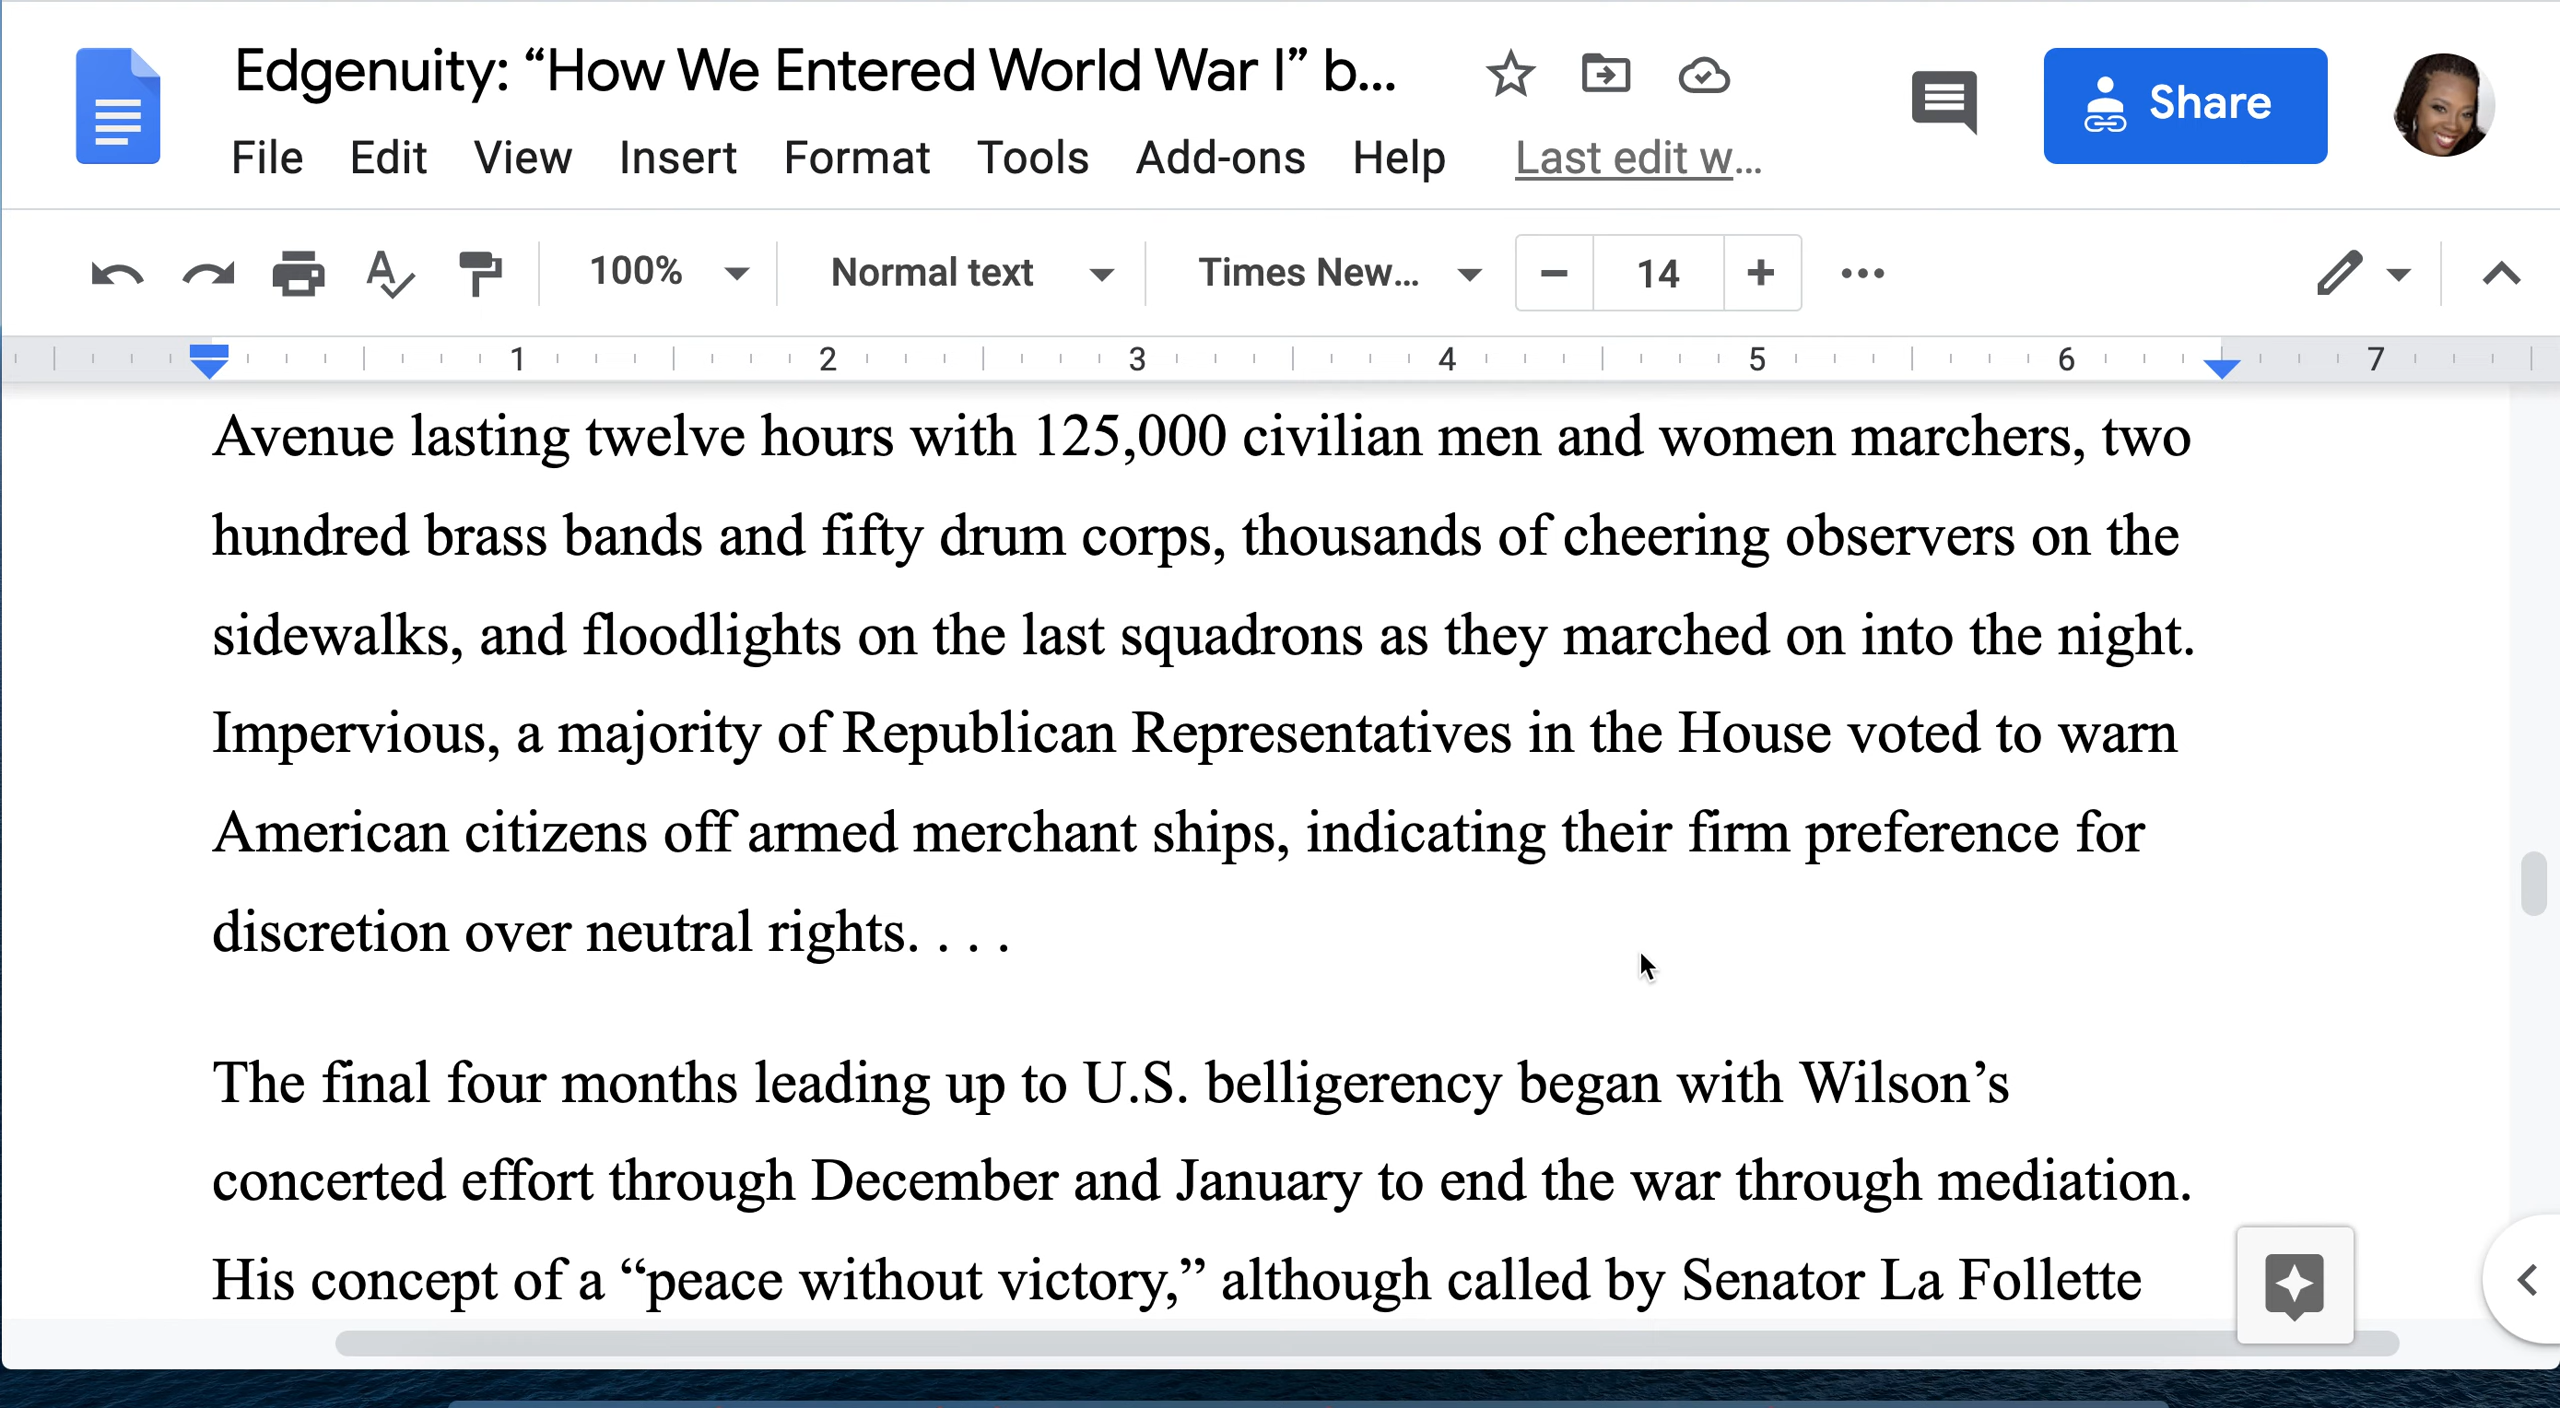 Edgenuity: “How We Entered World War I” b...
File Edit View Insert Format Tools Add-ons Help Last edit w...
Share
100% Normal text Times New... − 14 +
1 2 3 4 5 6 7
Avenue lasting twelve hours with 125,000 civilian men and women marchers, two
hundred brass bands and fifty drum corps, thousands of cheering observers on the
sidewalks, and floodlights on the last squadrons as they marched on into the night.
Impervious, a majority of Republican Representatives in the House voted to warn
American citizens off armed merchant ships, indicating their firm preference for
discretion over neutral rights. . . .
The final four months leading up to U.S. belligerency began with Wilson’s
concerted effort through December and January to end the war through mediation.
His concept of a “peace without victory,” although called by Senator La Follette